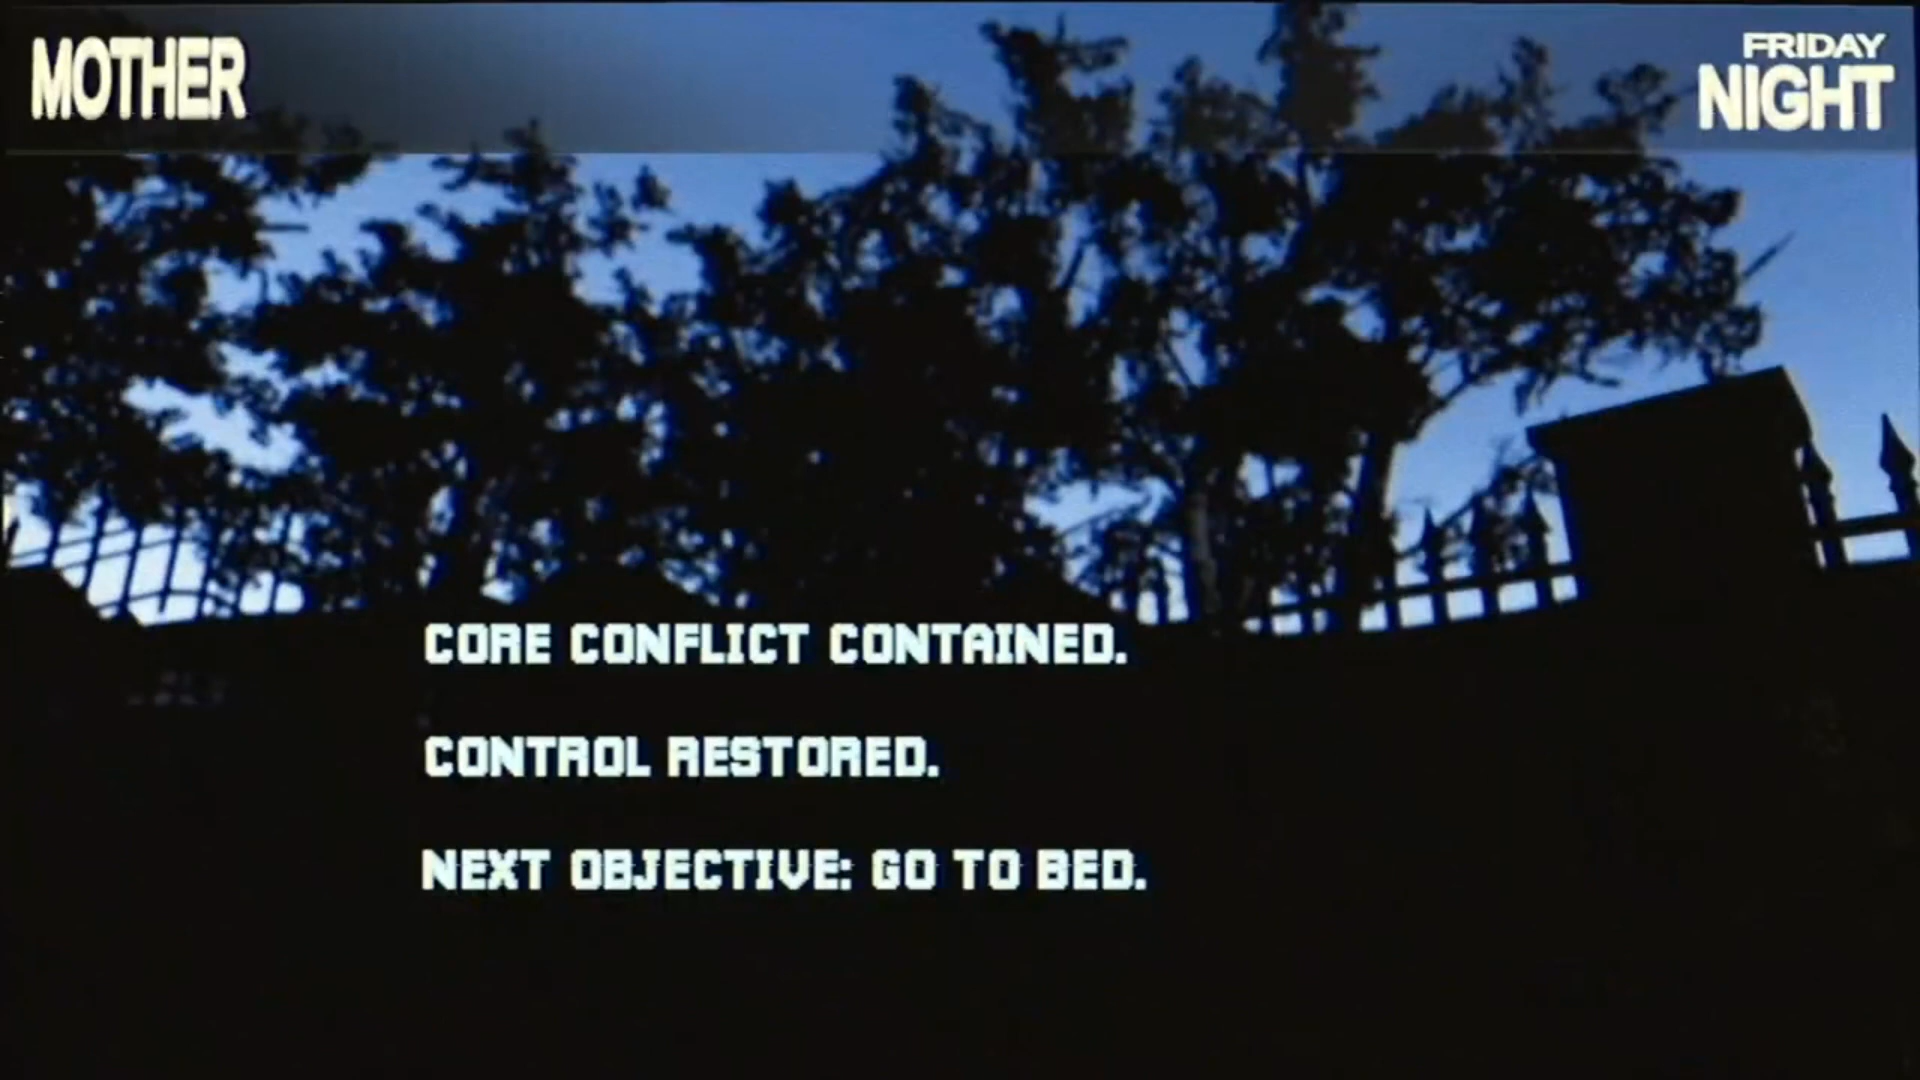 MOTHER
FRIDAY
NIGHT
CORE CONFLICT CONTAINED.
CONTROL RESTORED.
NEXT OBJECTIVE: GO TO BED.